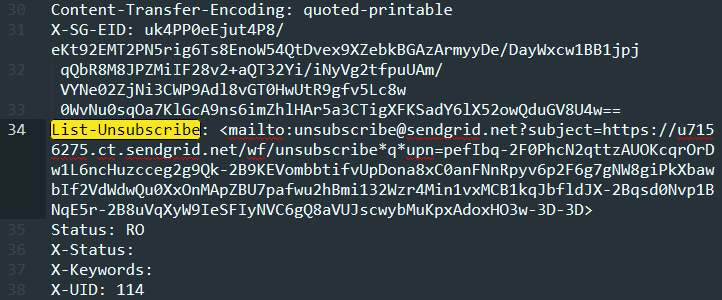 30 Content-Transfer-Encoding: quoted-printable
31 X-SG-EID: uk4PP0eEjut4P8/
eKt92EMT2PN5rig6Ts8EnoW54QtDvex9XZebkBGAzArmyyDe/DayWxcw1BB1jpj
32 qQbR8M8JPZMiIF28v2+aQT32Yi/iNyVg2tfpuUAm/
VYNe02ZjNi3CWP9Adl8vGT0HwUtR9gfv5Lc8w
33 0WvNu0sqOa7KlGcA9ns6imZhlHAr5a3CTigXFKSadY6lX52owQduGV8U4w==
34 List-Unsubscribe: <mailto:unsubscribe@sendgrid.net?subject=https://u715
6275.ct.sendgrid.net/wf/unsubscribe*q*upn=pefIbq-2F0PhcN2qttzAUOKcqrOrD
w1L6ncHuzcceg2g9Qk-2B9KEVombbtifvUpDona8xC0anFNnRpyv6p2F6g7gNW8giPkXbaw
bIf2VdWdwQu0XxOnMApZBU7pafwu2hBmi132Wzr4Min1vxMCB1kqJbfldJX-2Bqsd0Nvp1B
NqE5r-2B8uVqXyW9IeSFIyNVC6gQ8aVUJscwybMuKpxAdoxHO3w-3D-3D>
35 Status: RO
36 X-Status:
37 X-Keywords:
38 X-UID: 114